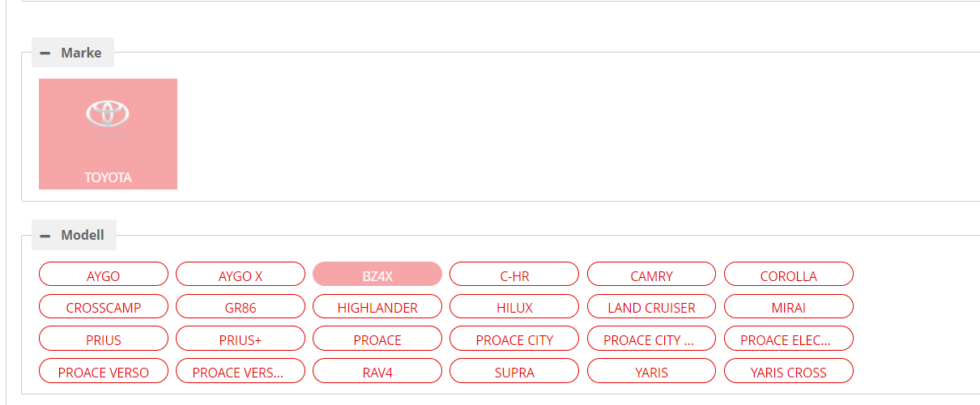 Marke
TOYOTA
Modell
AYGO AYGO X BZ4X C-HR CAMRY COROLLA
CROSSCAMP GR86 HIGHLANDER HILUX LAND CRUISER MIRAI
PRIUS PRIUS+ PROACE PROACE CITY PROACE CITY ... PROACE ELEC...
PROACE VERSO PROACE VERS... RAV4 SUPRA YARIS YARIS CROSS